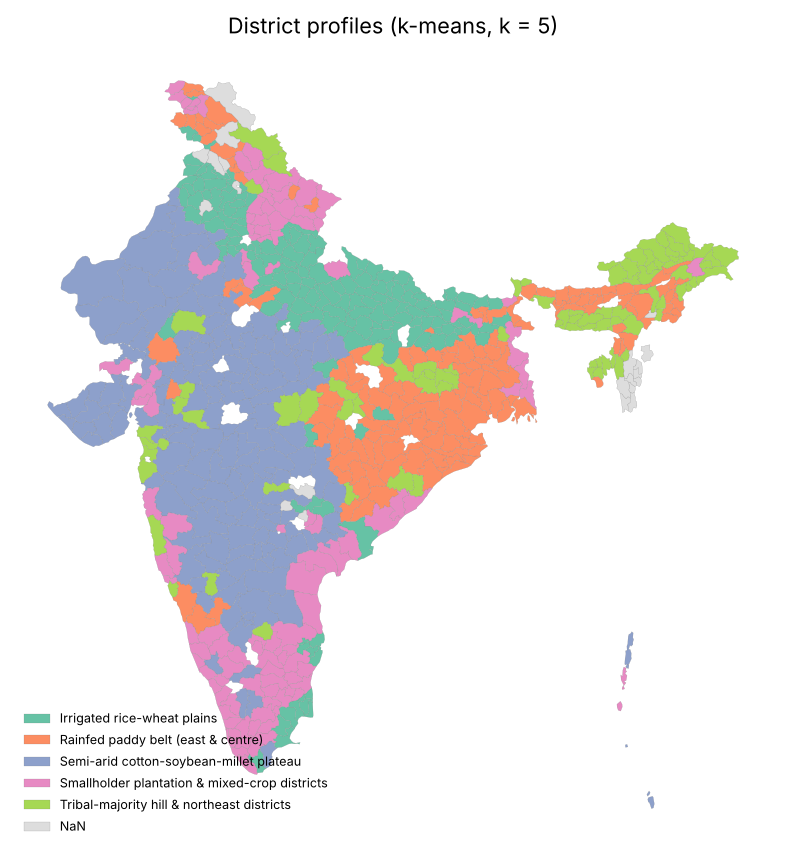 District profiles (k-means, k = 5)
Irrigated rice-wheat plains
Rainfed paddy belt (east & centre)
Semi-arid cotton-soybean-millet plateau
Smallholder plantation & mixed-crop districts
Tribal-majority hill & northeast districts
NaN